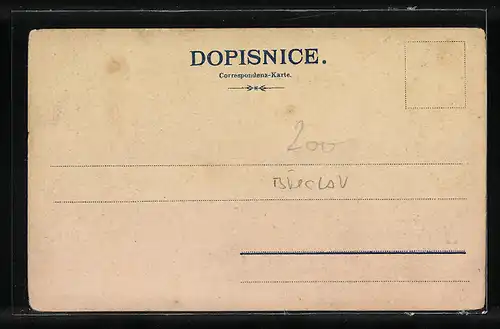 DOPISNICE.
Correspondenz-Karte.
200
BŘECLAV